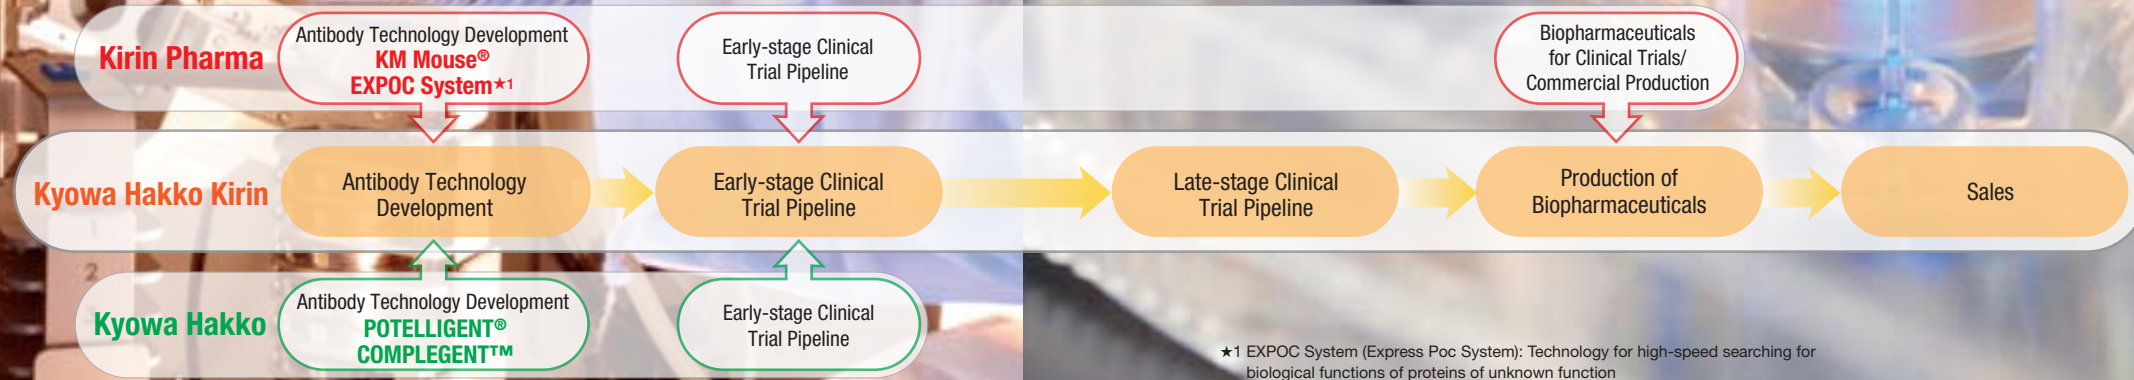 Kirin Pharma
Antibody Technology Development
KM Mouse®
EXPOC System★1
Early-stage Clinical
Trial Pipeline
Biopharmaceuticals
for Clinical Trials/
Commercial Production
Kyowa Hakko Kirin
Antibody Technology
Development
Early-stage Clinical
Trial Pipeline
Late-stage Clinical
Trial Pipeline
Production of
Biopharmaceuticals
Sales
Kyowa Hakko
Antibody Technology Development
POTELLIGENT®
COMPLEGENT™
Early-stage Clinical
Trial Pipeline
★1 EXPOC System (Express Poc System): Technology for high-speed searching for
biological functions of proteins of unknown function
1
2